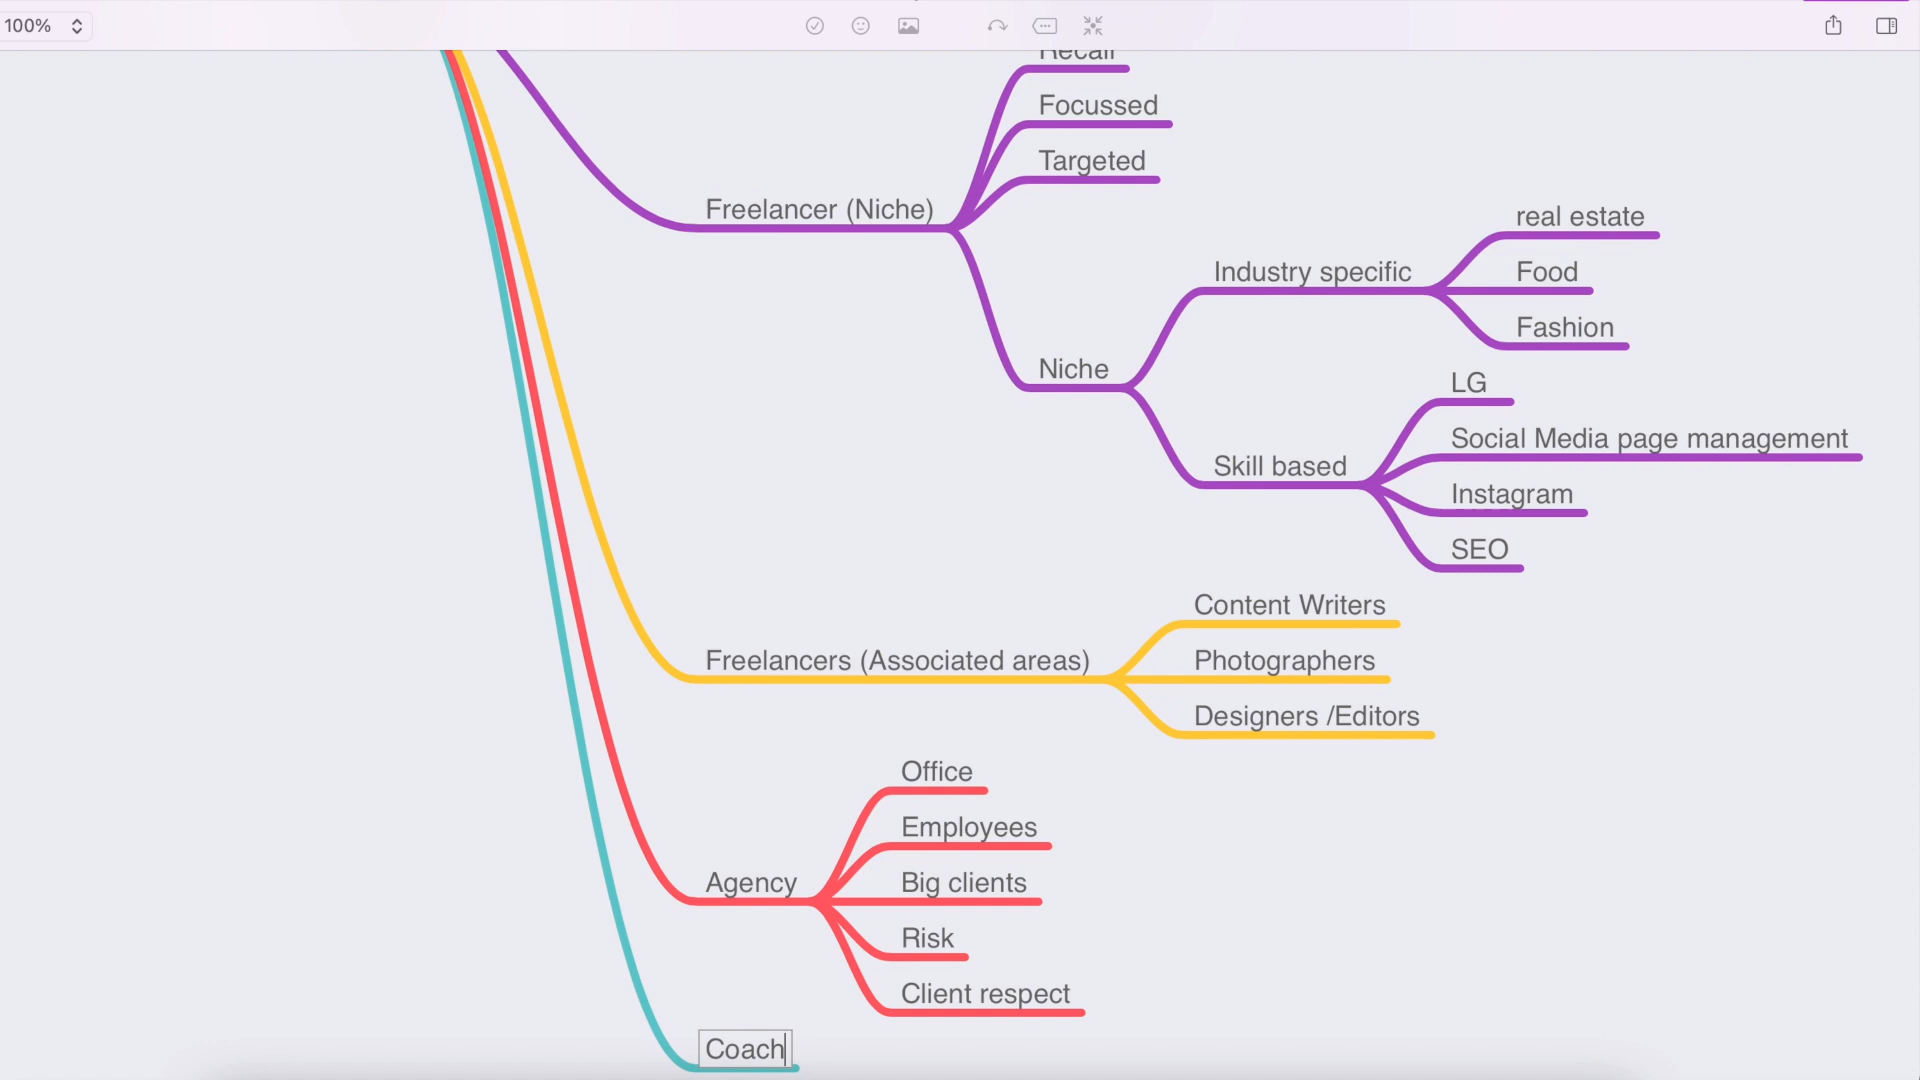 100%
Recall
Focussed
Targeted
Freelancer (Niche)
real estate
Industry specific
Food
Fashion
Niche
LG
Social Media page management
Skill based
Instagram
SEO
Content Writers
Freelancers (Associated areas)
Photographers
Designers /Editors
Office
Employees
Agency
Big clients
Risk
Client respect
Coach